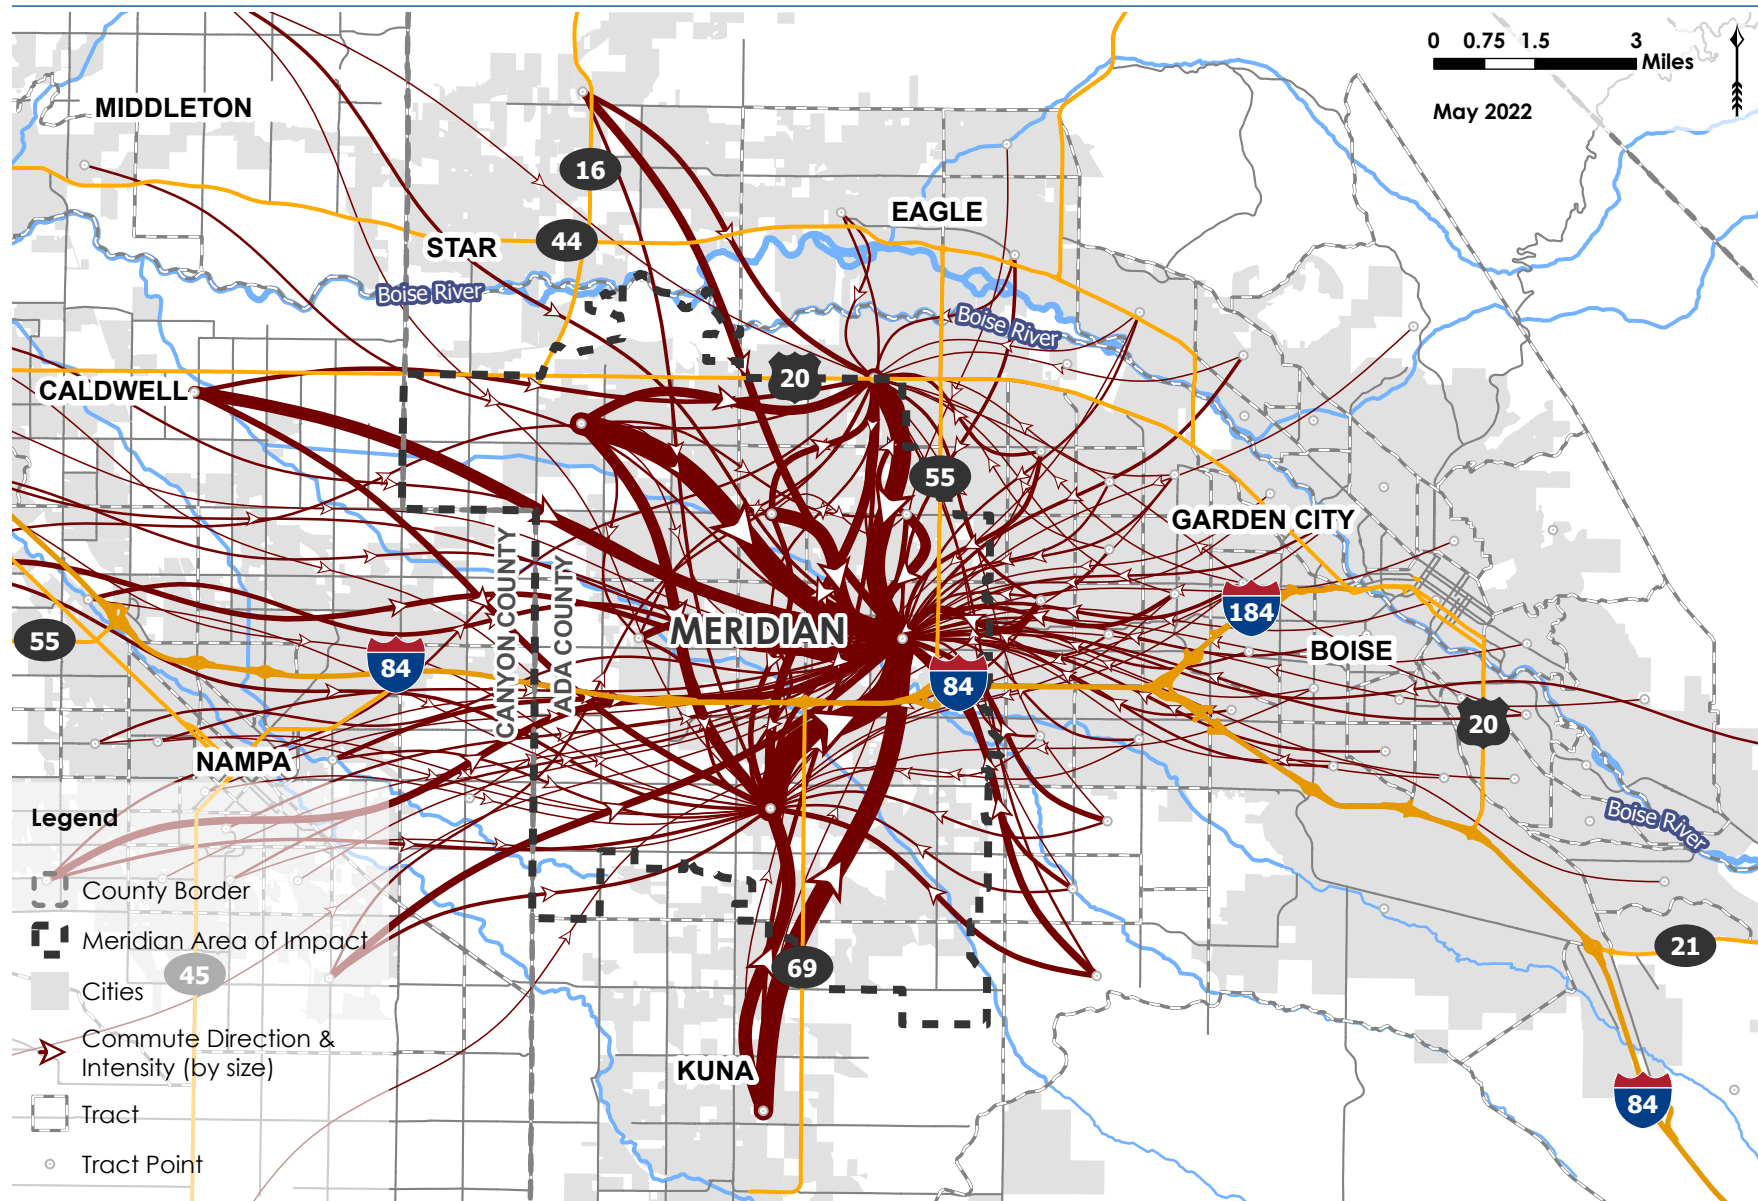 0 0.75 1.5 3
Miles
May 2022
MIDDLETON
16
EAGLE
STAR
44
Boise River
Boise River
20
CALDWELL
55
GARDEN CITY
CANYON COUNTY
ADA COUNTY
184
MERIDIAN
55
84
BOISE
84
20
NAMPA
Legend
County Border
Meridian Area of Impact
Cities
45
Commute Direction &
Intensity (by size)
Tract
Tract Point
Boise River
69
21
KUNA
84